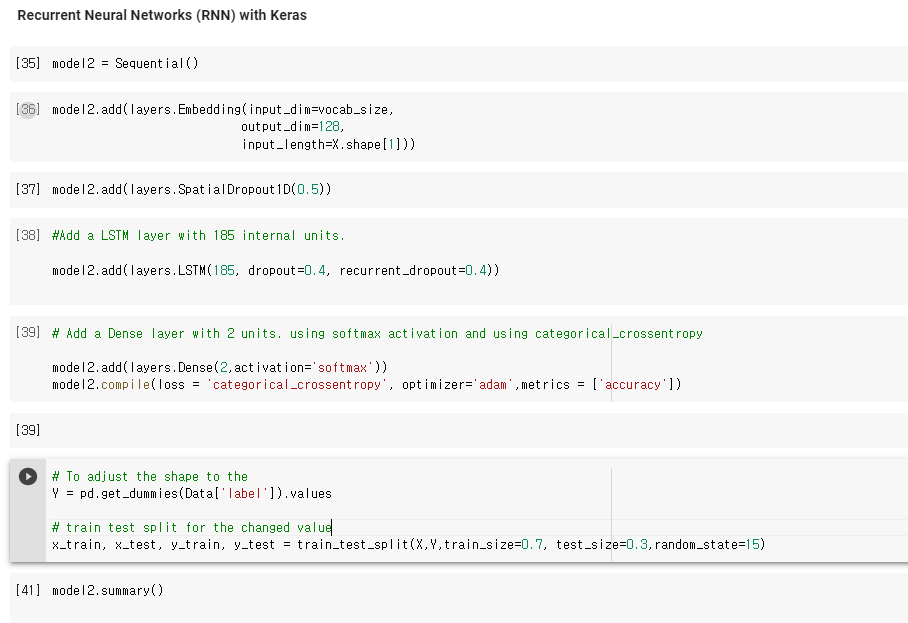 Recurrent Neural Networks (RNN) with Keras
[35] model2 = Sequential()
[36] model2.add(layers.Embedding(input_dim=vocab_size,
output_dim=128,
input_length=X.shape[1]))
[37] model2.add(layers.SpatialDropout1D(0.5))
[38] #Add a LSTM layer with 185 internal units.
model2.add(layers.LSTM(185, dropout=0.4, recurrent_dropout=0.4))
[39] # Add a Dense layer with 2 units. using softmax activation and using categorical_crossentropy
model2.add(layers.Dense(2,activation='softmax'))
model2.compile(loss = 'categorical_crossentropy', optimizer='adam',metrics = ['accuracy'])
[39]
# To adjust the shape to the
Y = pd.get_dummies(Data['label']).values
# train test split for the changed value
x_train, x_test, y_train, y_test = train_test_split(X,Y,train_size=0.7, test_size=0.3,random_state=15)
[41] model2.summary()